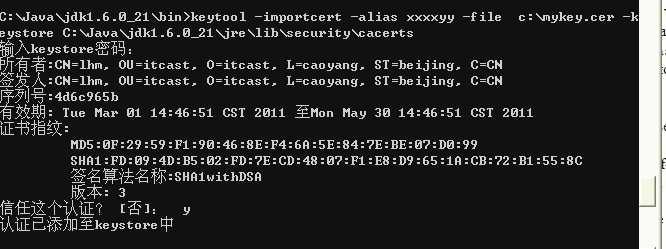 C:\Java\jdk1.6.0_21\bin>keytool -importcert -alias xxxxyy -file  c:\mykey.cer -k
eystore C:\Java\jdk1.6.0_21\jre\lib\security\cacerts
输入keystore密码：
所有者:CN=lhm, OU=itcast, O=itcast, L=caoyang, ST=beijing, C=CN
签发人:CN=lhm, OU=itcast, O=itcast, L=caoyang, ST=beijing, C=CN
序列号:4d6c965b
有效期: Tue Mar 01 14:46:51 CST 2011 至Mon May 30 14:46:51 CST 2011
证书指纹:
MD5:0F:29:59:F1:90:46:8E:F4:6A:5E:84:7E:BE:07:D0:99
SHA1:FD:09:4D:B5:02:FD:7E:CD:48:07:F1:E8:D9:65:1A:CB:72:B1:55:8C
签名算法名称:SHA1withDSA
版本: 3
信任这个认证？ [否]：  y
认证已添加至keystore中